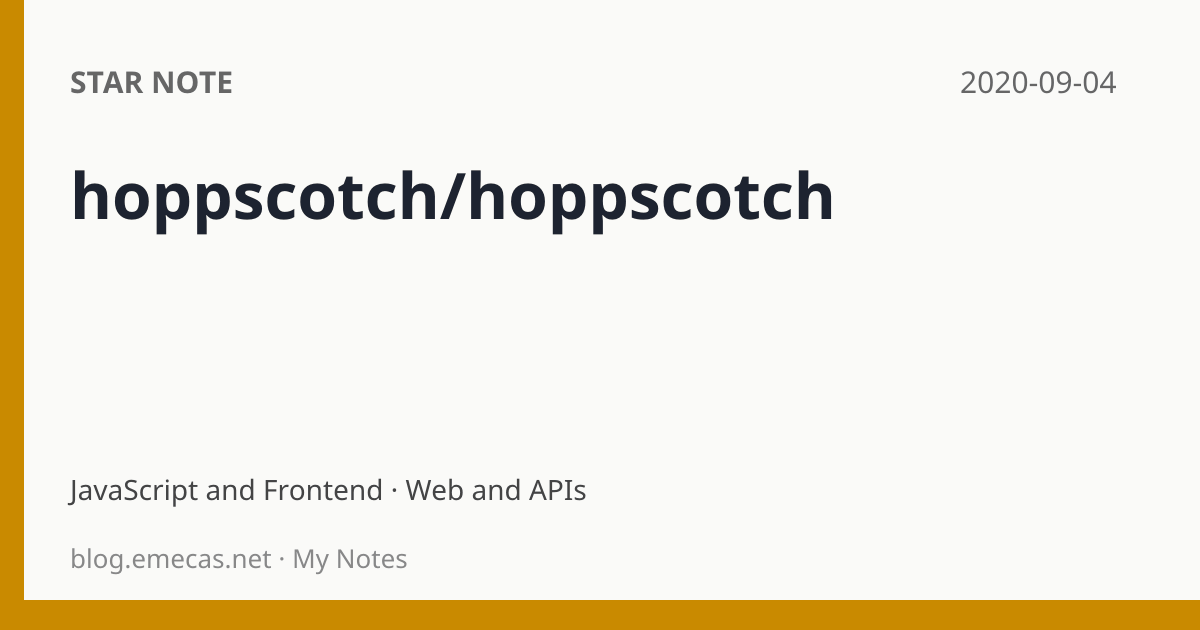 STAR NOTE
2020-09-04
hoppscotch/hoppscotch
JavaScript and Frontend · Web and APIs
blog.emecas.net · My Notes